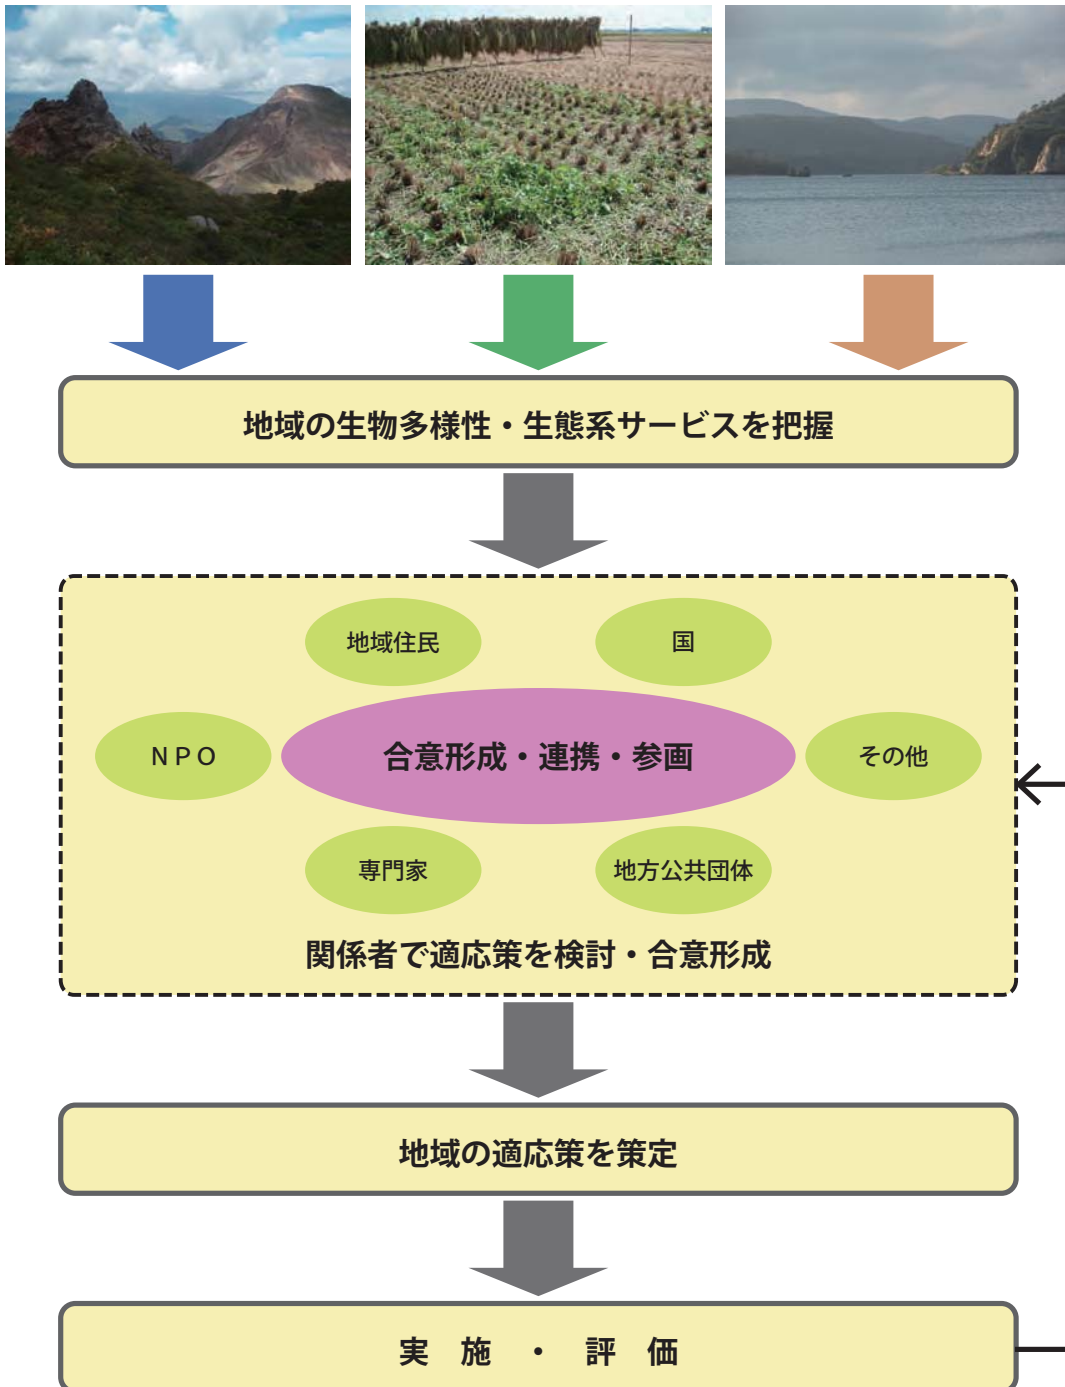 地域の生物多様性・生態系サービスを把握
地域住民
国
NPO
合意形成・連携・参画
その他
専門家
地方公共団体
関係者で適応策を検討・合意形成
地域の適応策を策定
実施・評価